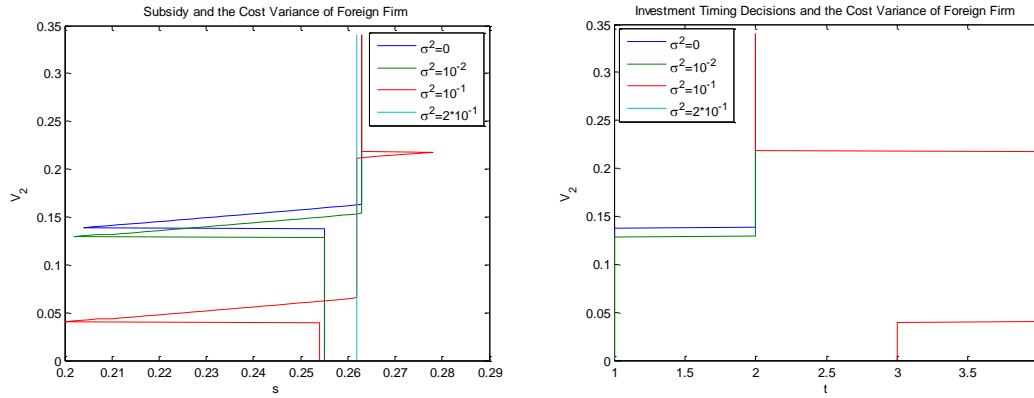 Subsidy and the Cost Variance of Foreign Firm
0.35
0.3
0.25
0.2
0.15
0.1
0.05
0
V₂
0.2 0.21 0.22 0.23 0.24 0.25 0.26 0.27 0.28 0.29
s
σ²=0
σ²=10⁻²
σ²=10⁻¹
σ²=2*10⁻¹
Investment Timing Decisions and the Cost Variance of Foreign Firm
0.35
0.3
0.25
0.2
0.15
0.1
0.05
0
V₂
1 1.5 2 2.5 3 3.5
t
σ²=0
σ²=10⁻²
σ²=10⁻¹
σ²=2*10⁻¹